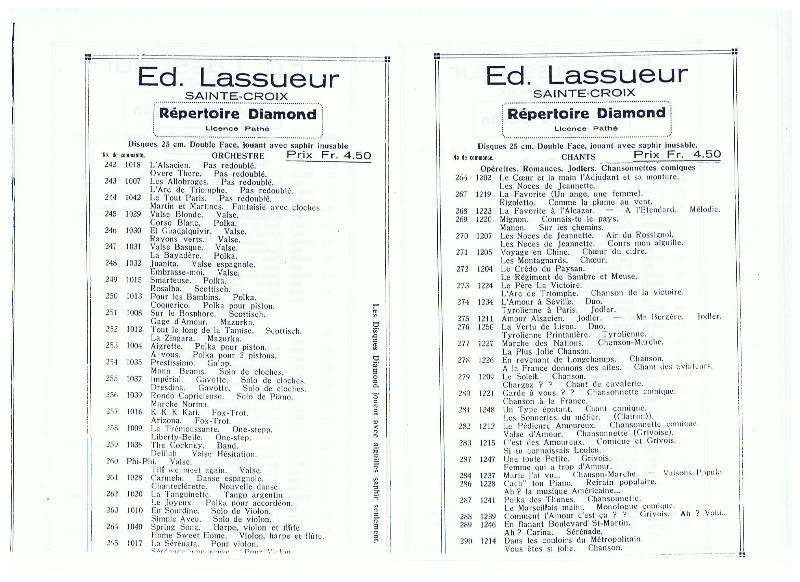 Ed. Lassueur
SAINTE-CROIX
Répertoire Diamond
Licence Pathé
Disques 25 cm. Double Face, jouant avec saphir inusable
No. de commande. ORCHESTRE Prix Fr. 4.50
242 1018 L'Alsacien. Pas redoublé.
Overe There. Pas redoublé.
243 1007 Les Allobroges. Pas redoublé.
L'Arc de Triomphe. Pas redoublé.
244 1042 Le Tout Paris. Pas redoublé.
Martin et Martines. Fantaisie avec cloches.
245 1029 Valse Blonde. Valse.
Corso Blanc. Polka.
246 1030 El Guadalquivir. Valse.
Rayons verts. Valse.
247 1031 Valse Basque. Valse.
La Bayadère. Polka.
248 1032 Juanita. Valse espagnole.
Embrasse-moi. Valse.
249 1015 Smarteuse. Polka.
Rosalba. Scottisch.
250 1013 Pour les Bambins. Polka.
Coquerico. Polka pour piston.
251 1008 Sur le Bosphore. Scottisch.
Gage d'Amour. Mazurka.
252 1012 Tout le long de la Tamise. Scottisch.
La Zingara. Mazurka.
253 1004 Aigrette. Polka pour piston.
A vous. Polka pour 2 pistons.
254 1035 Prestissimo. Galop.
Mann Beams. Solo de cloches.
255 1037 Impérial. Gavotte. Solo de cloches.
Dresdina. Gavotte. Solo de cloches.
256 1039 Rondo Capricieuse. Solo de Piano.
Marche Norma.
257 1016 K K K Kati. Fox-Trot.
Arizona. Fox-Trot.
258 1009 La Trémoussante. One-stepp.
Liberty-Belle. One-step.
259 1038 The Cockney. Band.
Delilah Valse Hésitation.
260 Phi-Phi. Valse.
Till we meet again. Valse.
261 1028 Carmela. Danse espagnole.
Chanteclérette. Nouvelle danse.
262 1020 La Tanguinette. Tango argentin.
Le Joyeux. Polka pour accordéon.
263 1010 En Sourdine. Solo de Violon.
Simple Aveu. Solo de violon.
264 1040 Spring Song. Harpe, violon et flûte.
Home Sweet Home. Violon, harpe et flûte.
265 1017 La Sérénata. Pour violon.
Les Disques Diamond jouent avec aiguilles saphir seulement.
Ed. Lassueur
SAINTE-CROIX
Répertoire Diamond
Licence Pathé
Disques 25 cm. Double Face, jouant avec saphir inusable.
No de commance. CHANTS Prix Fr. 4.50
Opérettes. Romances. Jodlers. Chansonnettes comiques
266 1202 Le Cœur et la main l'Adjudant et sa monture.
Les Noces de Jeannette.
267 1219 La Favorite (Un ange, une femme).
Rigoletto. Comme la plume au vent.
268 1223 La Favorite à l'Alcazar. — A l'Etendard. Mélodie.
269 1220 Mignon. Connais-tu le pays.
Manon. Sur les chemins.
270 1207 Les Noces de Jeannette. Air du Rossignol.
Les Noces de Jeannette. Cours mon aiguille.
271 1205 Voyage en Chine. Chœur du cidre.
Les Montagnards. Chœur.
272 1204 Le Crédo du Paysan.
Le Régiment de Sambre et Meuse.
273 1224 Le Père La Victoire.
L'Arc de Triomphe. Chanson de la victoire.
274 1234 L'Amour à Séville. Duo.
Tyrolienne à Paris. Jodler.
275 1211 Amour Alsacien. Jodler. — Ma Bergère. Jodler.
276 1256 La Vertu de Lison. Duo.
Tyrolienne Printanière. Tyrolienne.
277 1227 Marche des Nations. Chanson-Marche.
La Plus Jolie Chanson.
278 1226 En revenant de Longchamps. Chanson.
A la France donnons des ailes. Chant des aviateurs.
279 1209 Le Soleil. Chanson.
Chargez ? ? Chant de cavalerie.
280 1221 Garde à vous ? ? Chansonnette comique.
Chanson à la France.
281 1248 Un Type épatant. Chant comique.
Les Sonneries du métier. (Clairon)).
282 1212 Le Pédicure Amoureux. Chansonnette comique
Valse d'Amour. Chansonnette (Grivoise).
283 1215 C'est des Amoureux. Comique et Grivois.
Si tu connaissais Loulou.
285 1247 Une toute Petite. Grivois.
Femme qui a trop d'Amour.
284 1237 Marie j'ai vu... Chanson-Marche. —
286 1228 Cach' ton Piano. Refrain populaire.
Ah ? la musique Américaine...
287 1241 Polka des Thunes. Chansonnette.
Le Marseillais malin. Monologue comique.
288 1239 Comment l'Amour c'est ça ? ? Grivois. Ah ? Vou..
289 1246 En flanant Boulevard St-Martin.
Ah ? Carina. Sérénade.
290 1214 Dans les couloirs du Métropolitain.
Vous êtes si jolie. Chanson.